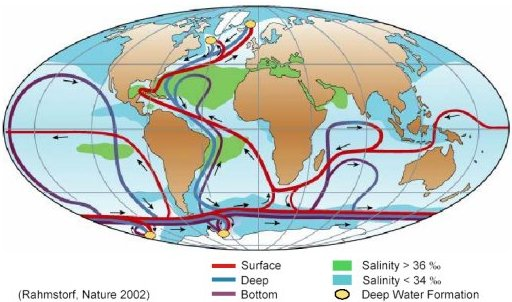 Surface
Deep
Bottom
Salinity > 36 ‰
Salinity < 34 ‰
Deep Water Formation
(Rahmstorf, Nature 2002)